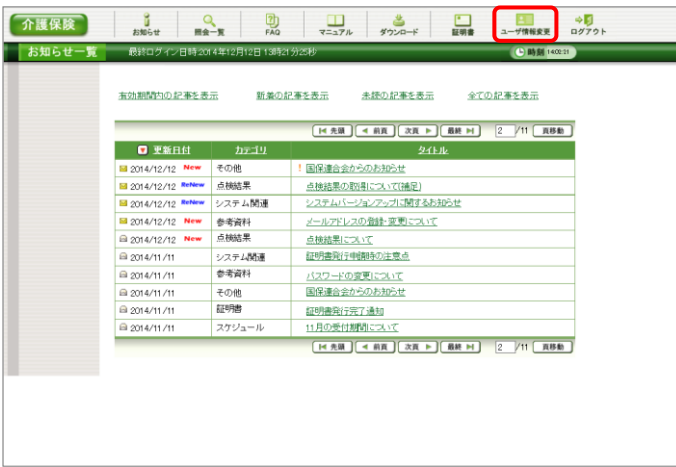 介護保険
お知らせ 照会一覧 FAQ マニュアル ダウンロード 証明書 ユーザ情報変更 ログアウト
お知らせ一覧 最終ログイン日時:2014年12月12日 13時21分25秒 時刻 14:03:31
有効期間内の記事を表示 新着の記事を表示 未読の記事を表示 全ての記事を表示
先頭 前頁 次頁 最終 2 /11 頁移動
更新日付 カテゴリ タイトル
2014/12/12 New その他 ! 国保連合会からのお知らせ
2014/12/12 ReNew 点検結果 点検結果の取得について(補足)
2014/12/12 ReNew システム関連 システムバージョンアップに関するお知らせ
2014/12/12 New 参考資料 メールアドレスの登録・変更について
2014/12/12 New 点検結果 点検結果について
2014/11/11 システム関連 証明書発行申請時の注意点
2014/11/11 参考資料 パスワードの変更について
2014/11/11 その他 国保連合会からのお知らせ
2014/11/11 証明書 証明書発行完了通知
2014/11/11 スケジュール 11月の受付期間について
先頭 前頁 次頁 最終 2 /11 頁移動